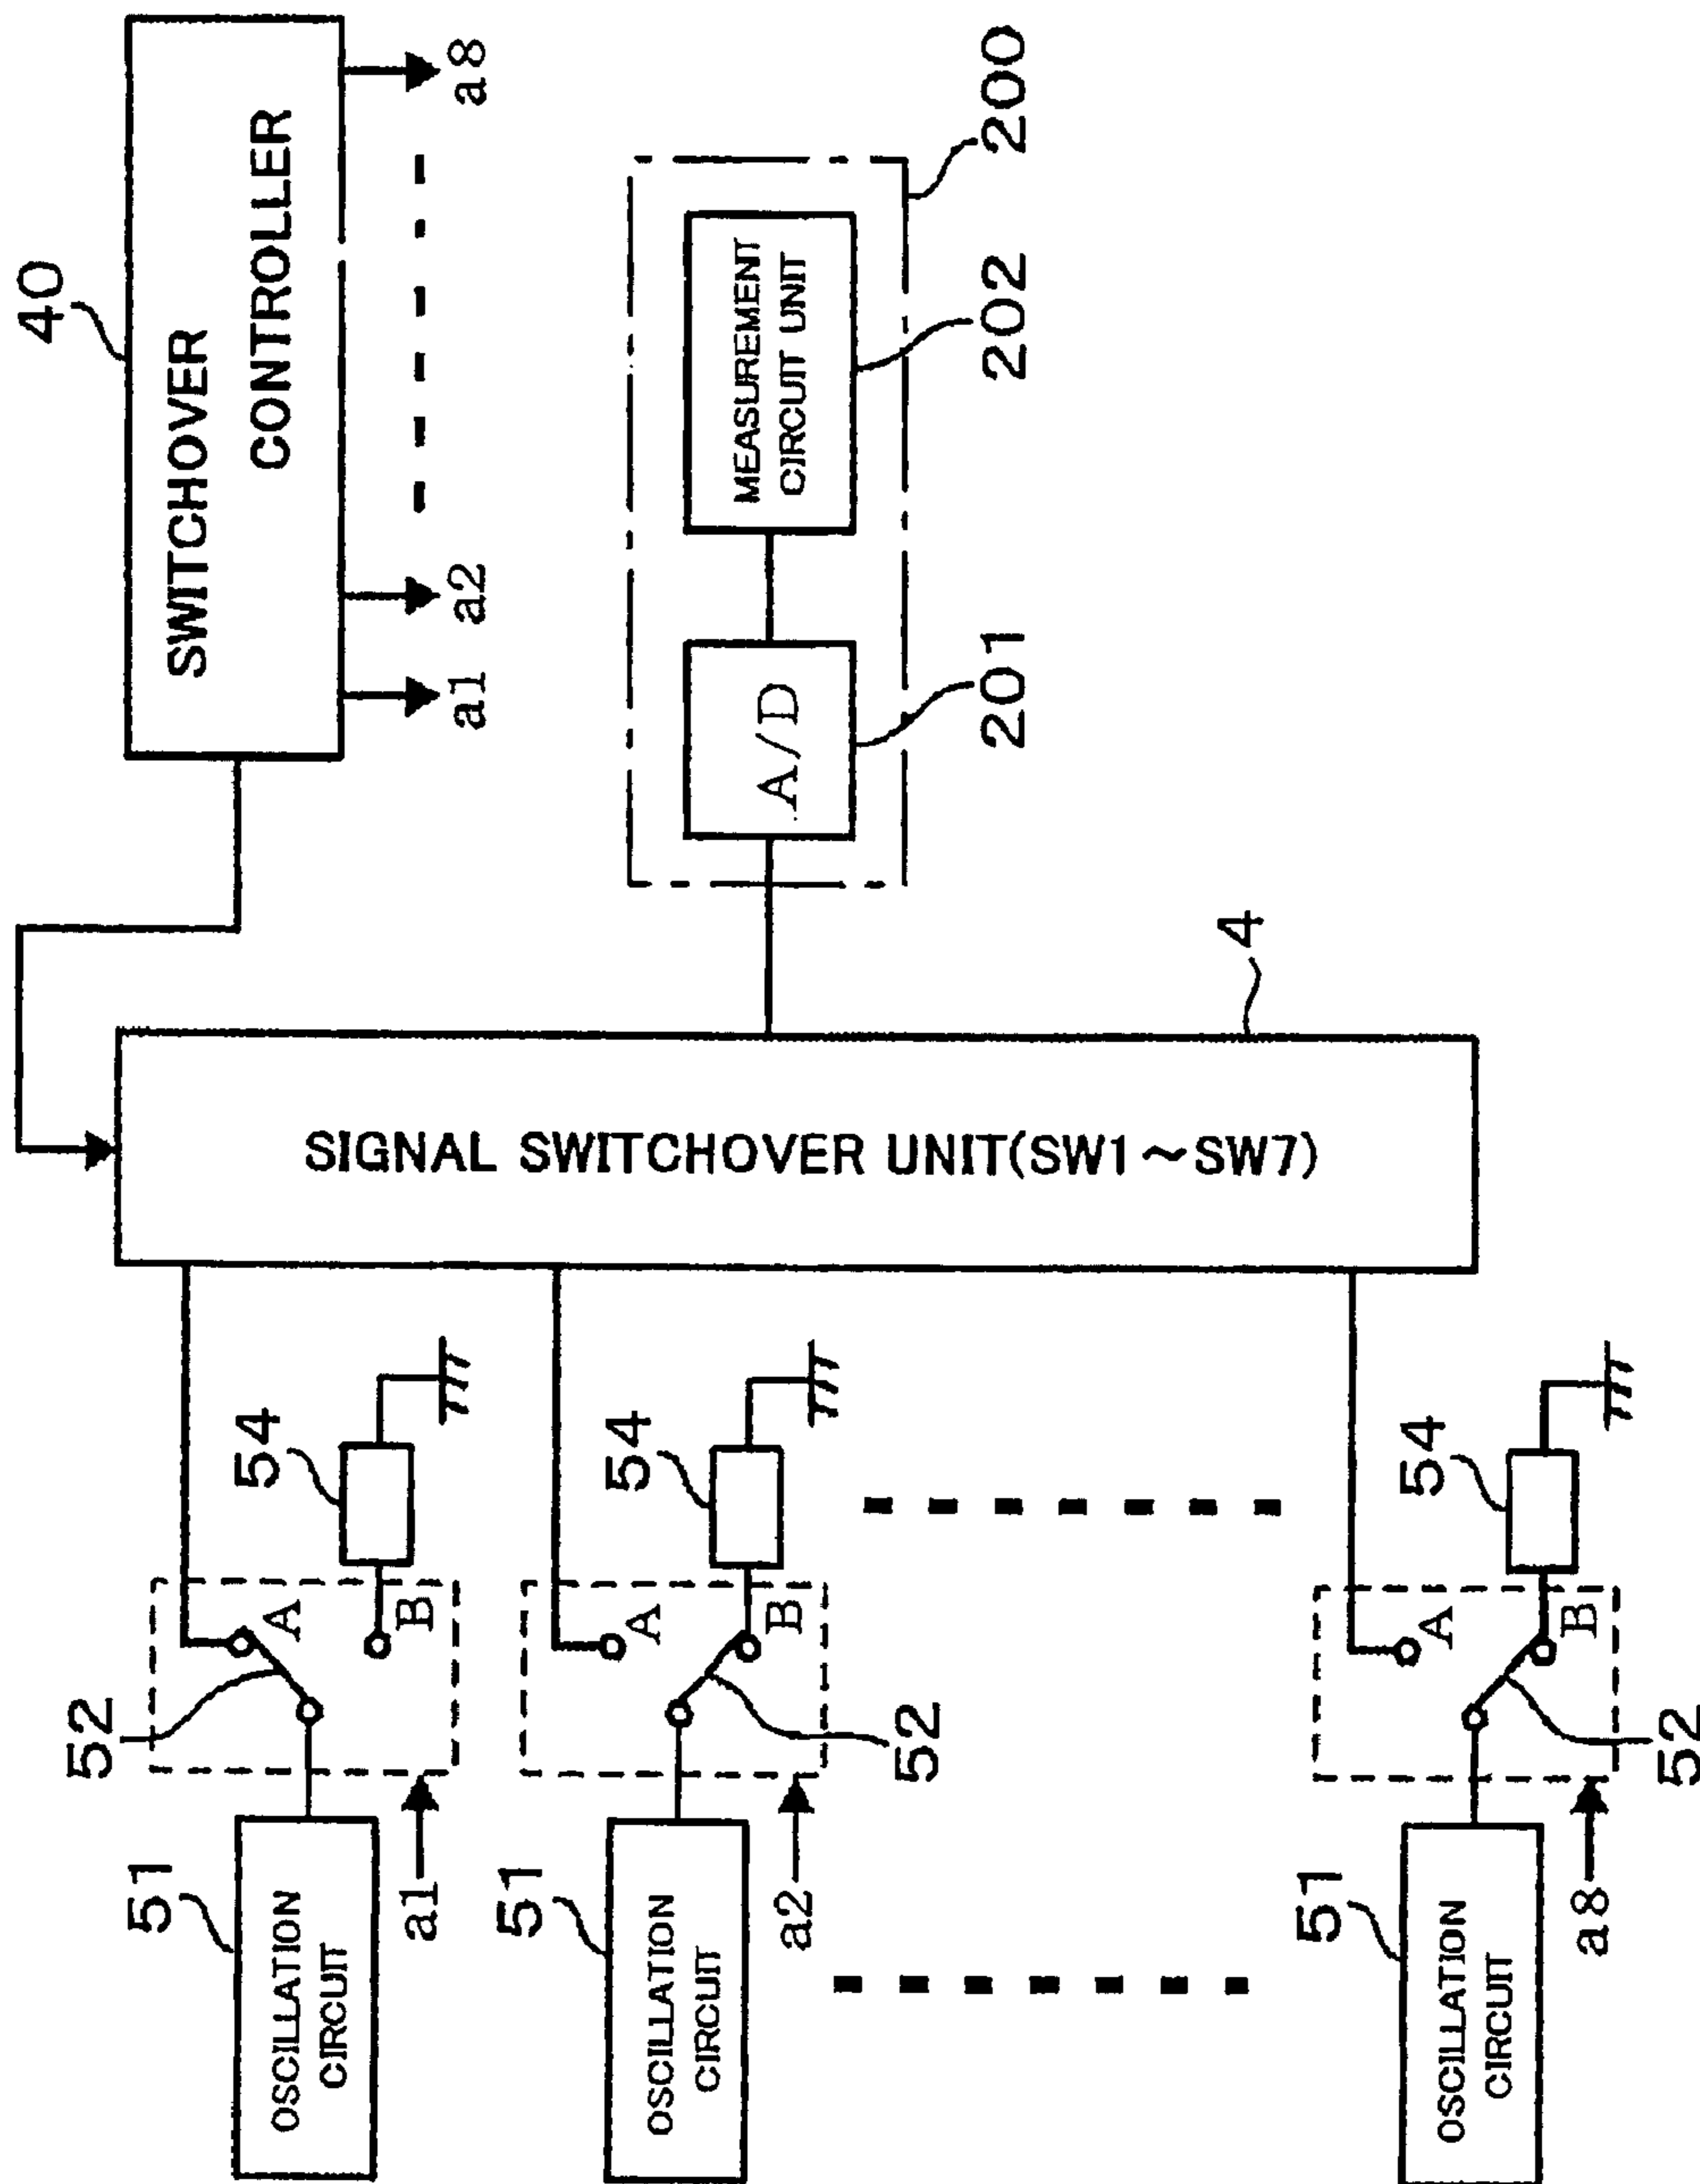 40
SWITCHOVER
CONTROLLER
a1
a2
a8
200
MEASUREMENT
CIRCUIT UNIT
A/D
201
202
4
SIGNAL SWITCHOVER UNIT(SW1～SW7)
51
OSCILLATION
CIRCUIT
52
A
B
54
a1
51
OSCILLATION
CIRCUIT
52
A
B
54
a2
51
OSCILLATION
CIRCUIT
52
A
B
54
a8